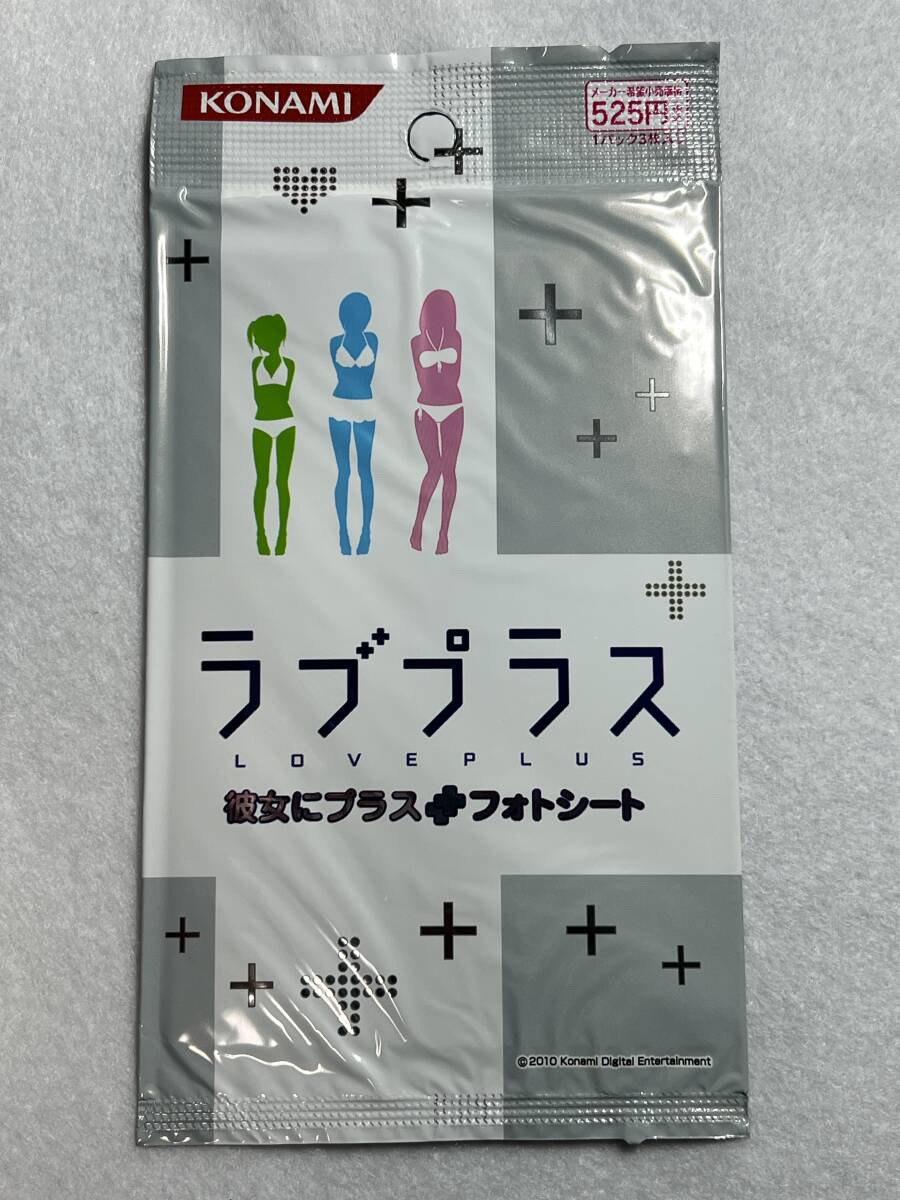 KONAMI
メーカー希望小売価格
525円
1パック3枚入り
ラブプラス
LOVEPLUS
彼女にプラス+フォトシート
©2010 Konami Digital Entertainment